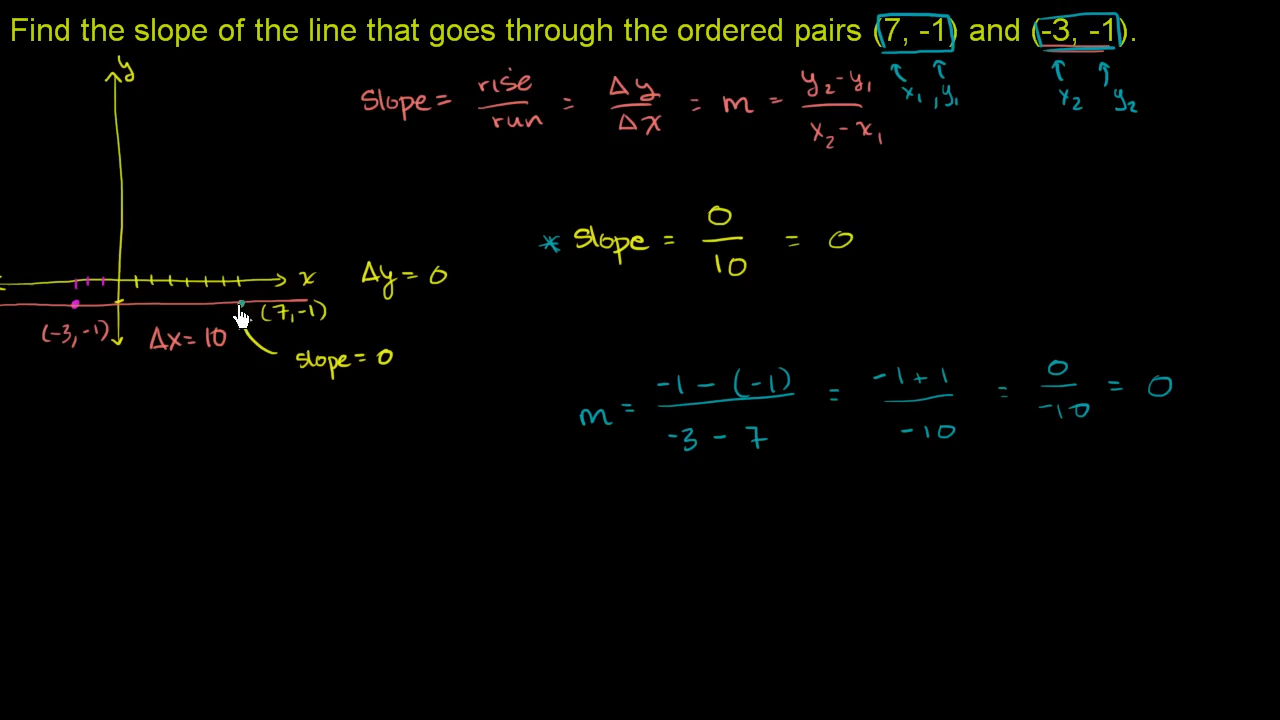 Find the slope of the line that goes through the ordered pairs (7, -1) and (-3, -1).
y
slope = rise/run = Δy/Δx = m = (y₂-y₁)/(x₂-x₁)
x₁, y₁
x₂ y₂
* slope = 0/10 = 0
x
Δy = 0
(7,-1)
(-3,-1)
Δx = 10
slope = 0
m = (-1-(-1))/(-3-7) = (-1+1)/(-10) = 0/(-10) = 0